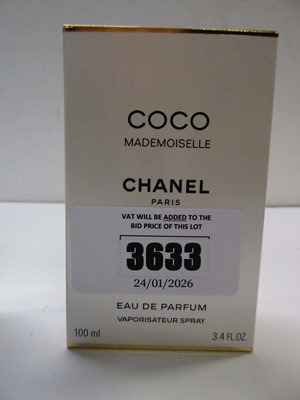 COCO
MADEMOISELLE
CHANEL
PARIS
VAT WILL BE ADDED TO THE
BID PRICE OF THIS LOT
3633
24/01/2026
EAU DE PARFUM
VAPORISATEUR SPRAY
100 ml 3.4 FL.OZ.